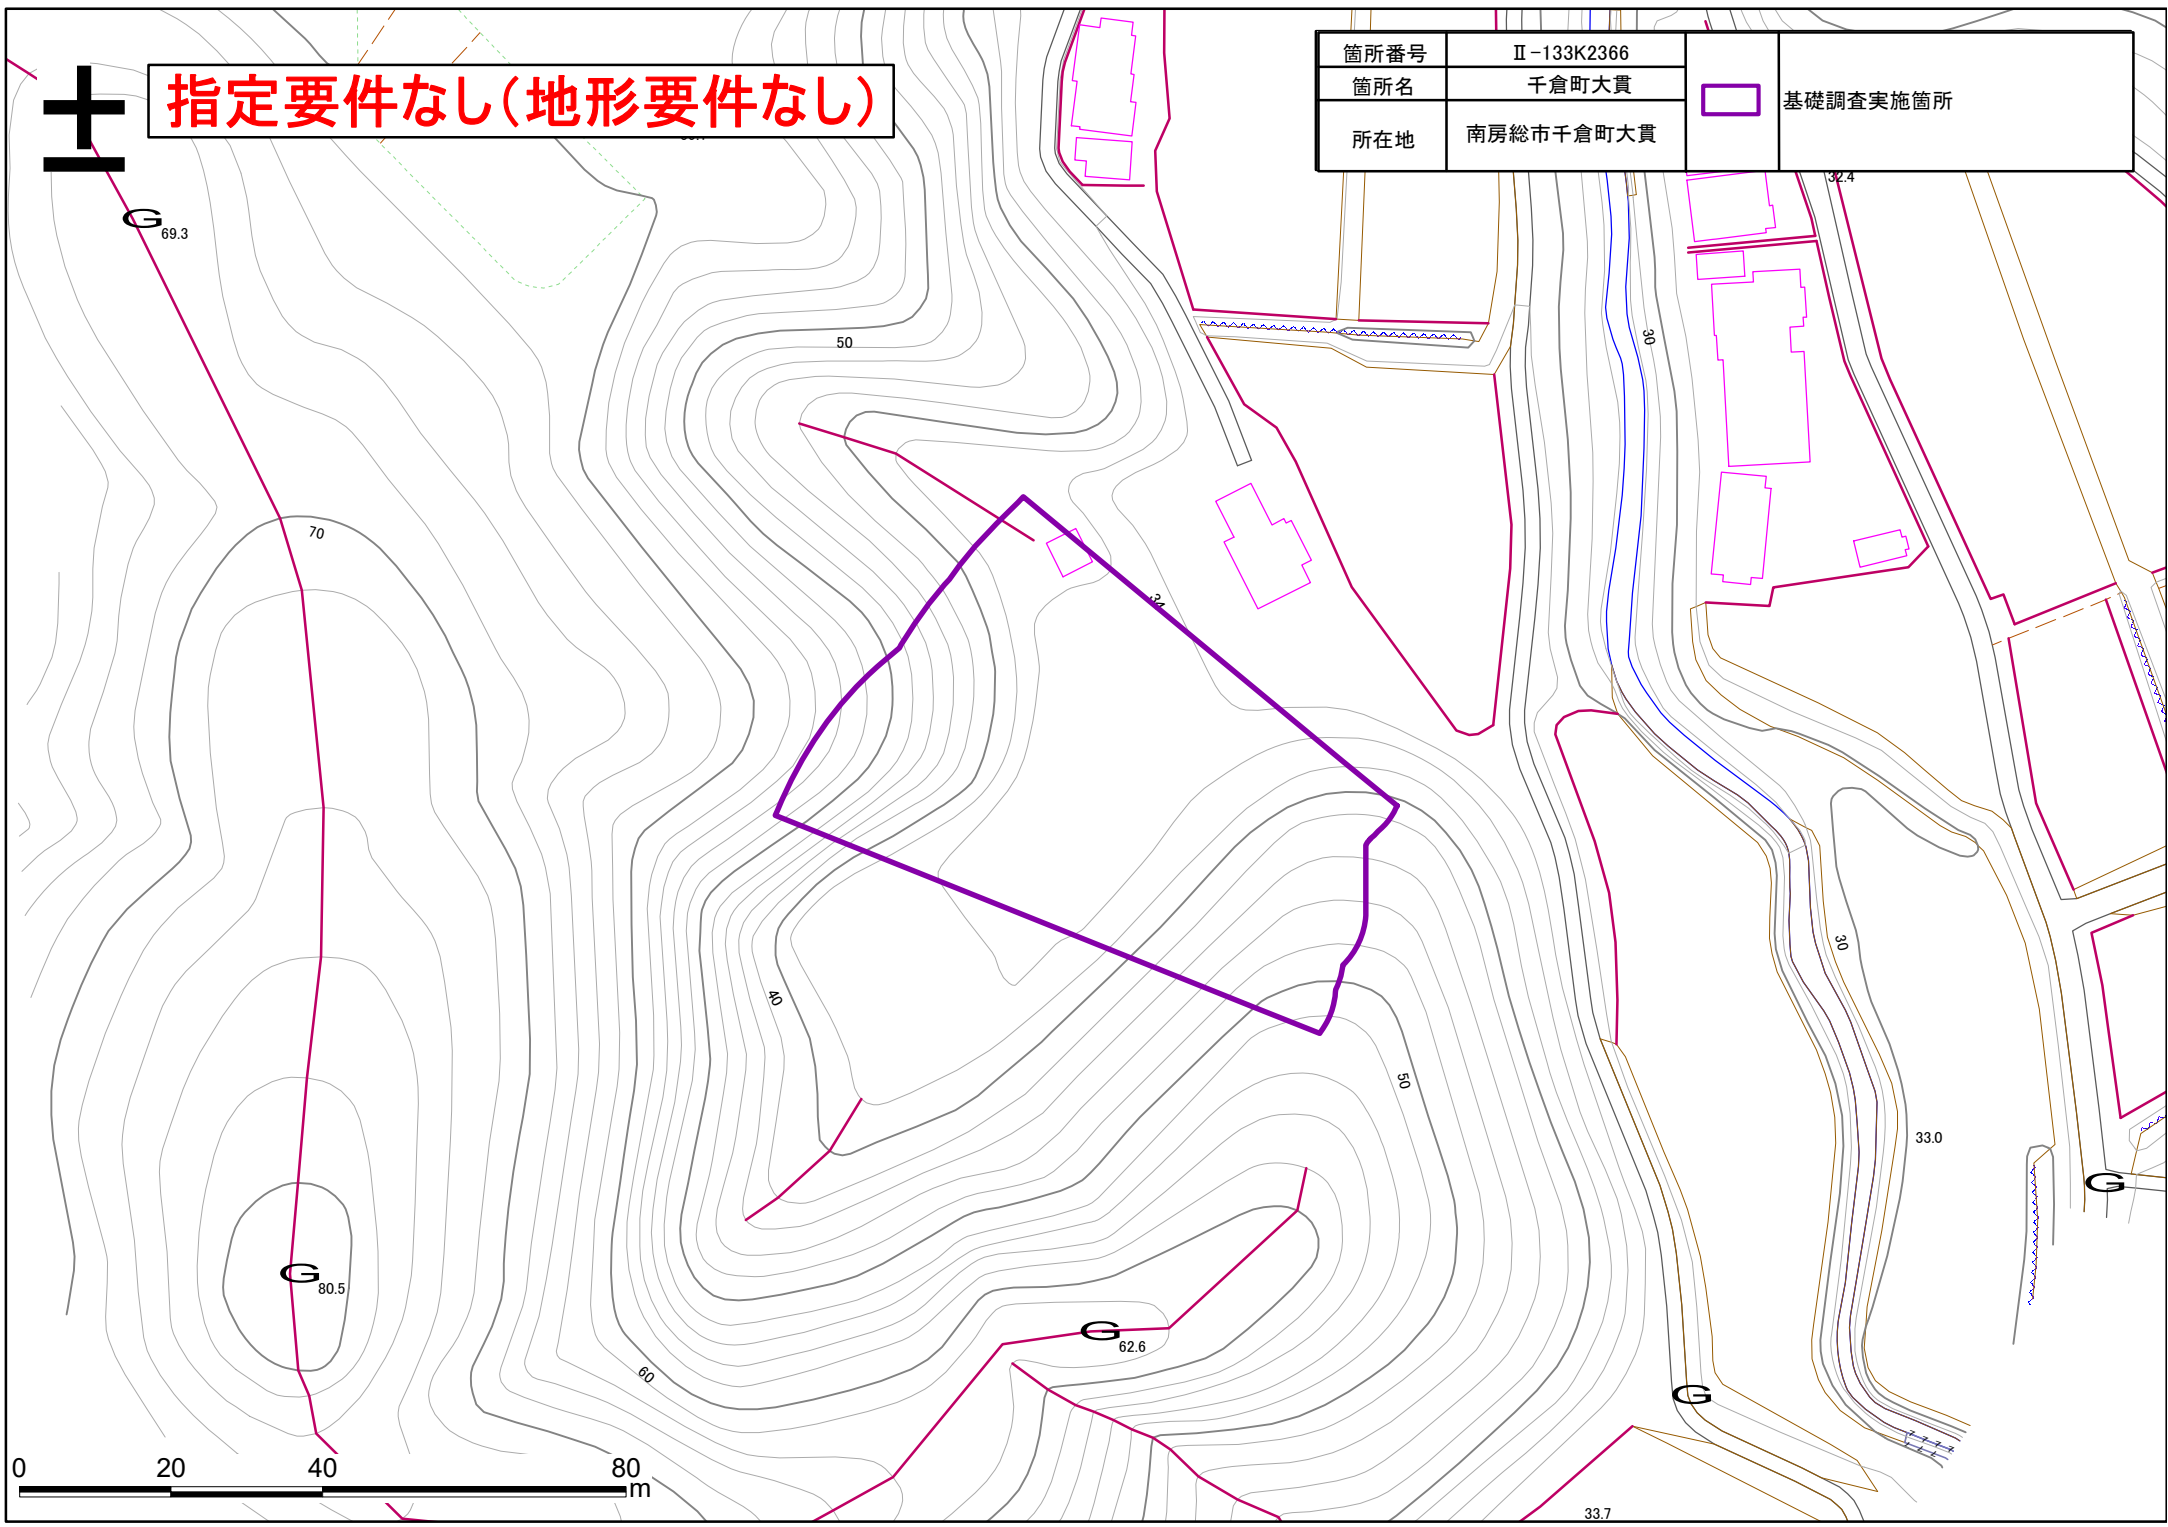 指定要件なし(地形要件なし)
箇所番号 Ⅱ-133K2366
箇所名 千倉町大貫
所在地 南房総市千倉町大貫
基礎調査実施箇所
32.4
G 69.3
50
30
70
34
30
40
50
33.0
G
G 80.5
G 62.6
60
G
33.7
0 20 40 80 m